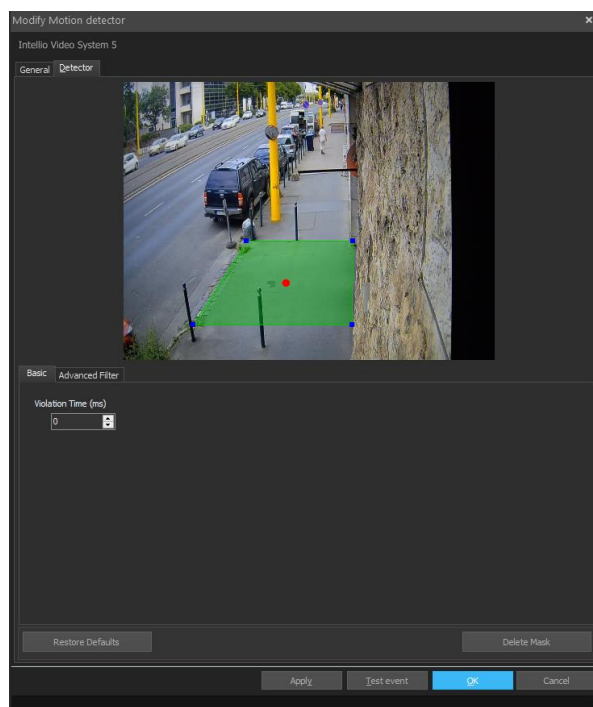 Modify Motion detector
Intellio Video System 5
General Detector
Basic Advanced Filter
Violation Time (ms)
0
Restore Defaults Delete Mask
Apply Test event OK Cancel